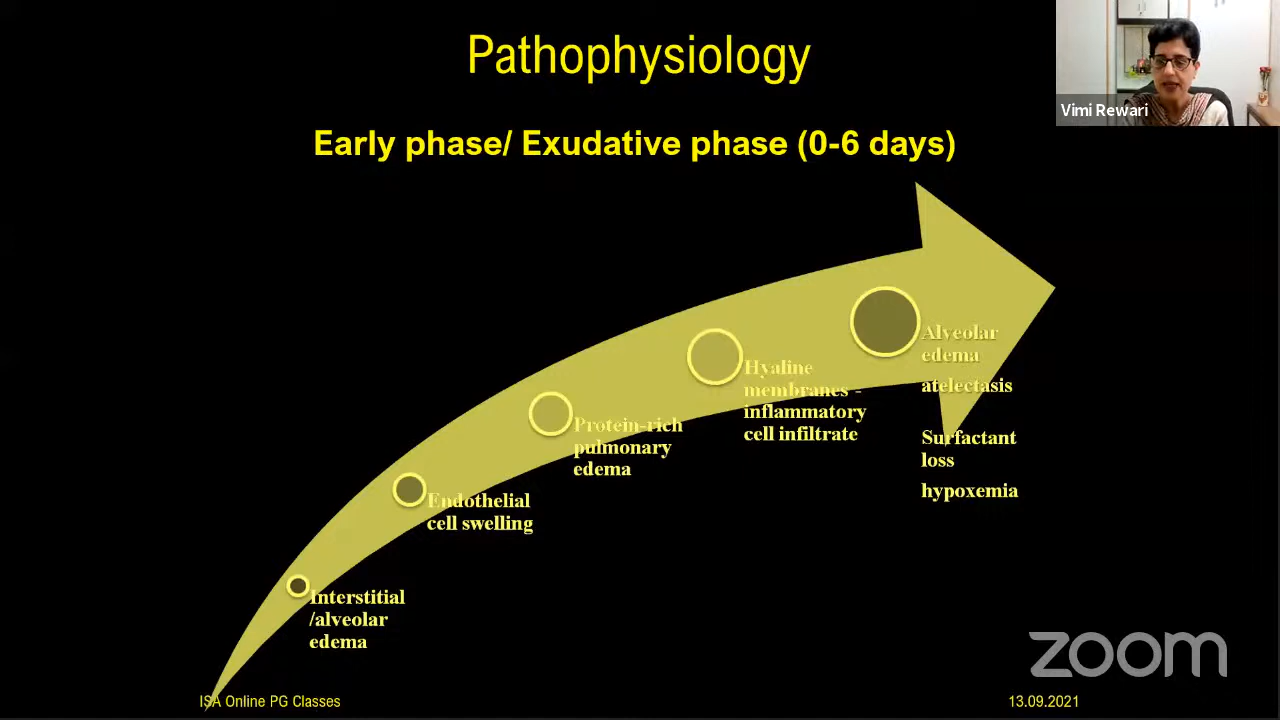 Pathophysiology
Vimi Rewari
Early phase/ Exudative phase (0-6 days)
Alveolar
edema
atelectasis
Surfactant
loss
hypoxemia
Hyaline
membranes -
inflammatory
cell infiltrate
Protein-rich
pulmonary
edema
Endothelial
cell swelling
Interstitial
/alveolar
edema
zoom
ISA Online PG Classes
13.09.2021